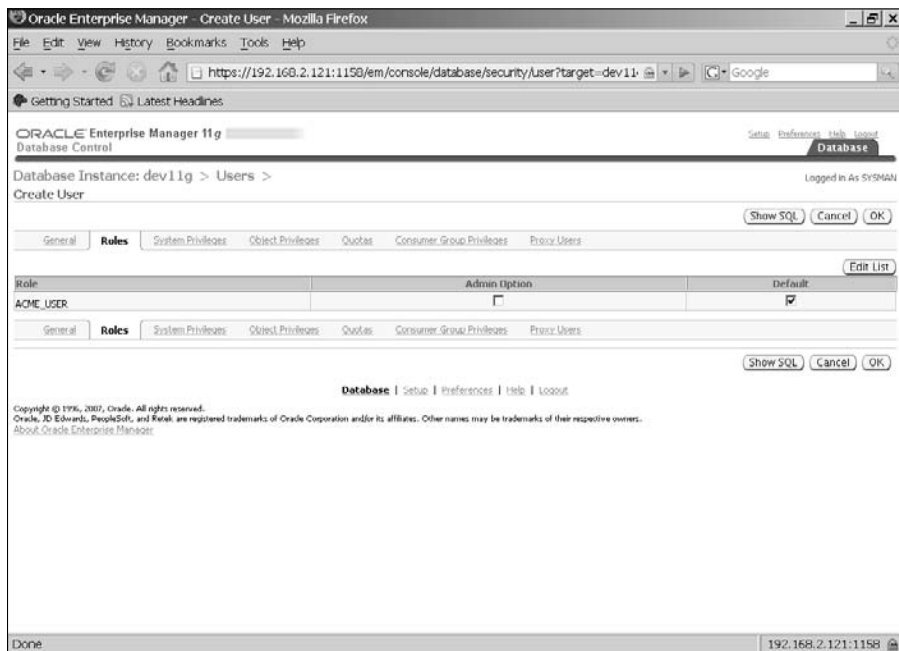 Oracle Enterprise Manager - Create User - Mozilla Firefox
File Edit View History Bookmarks Tools Help
https://192.168.2.121:1158/em/console/database/security/user?target=dev11 Google
Getting Started Latest Headlines
ORACLE Enterprise Manager 11g
Database Control
Setup Preferences Help Logout
Database
Database Instance: dev11g > Users >
Logged in As SYSMAN
Create User
Show SQL Cancel OK
General Roles System Privileges Object Privileges Quotas Consumer Group Privileges Proxy Users
Edit List
Role Admin Option Default
ACME_USER
General Roles System Privileges Object Privileges Quotas Consumer Group Privileges Proxy Users
Show SQL Cancel OK
Database | Setup | Preferences | Help | Logout
Copyright © 1996, 2007, Oracle. All rights reserved.
Oracle, JD Edwards, PeopleSoft, and Retek are registered trademarks of Oracle Corporation and/or its affiliates. Other names may be trademarks of their respective owners.
About Oracle Enterprise Manager
Done 192.168.2.121:1158